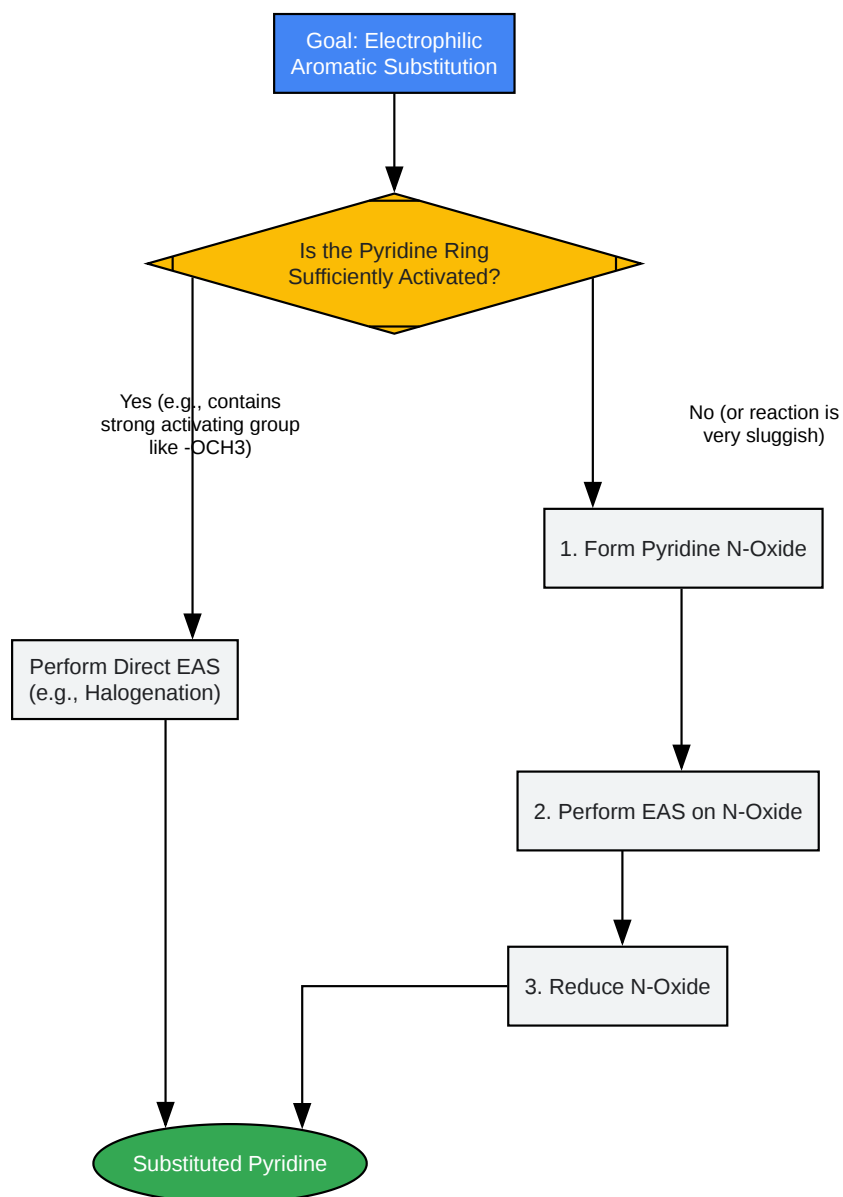 Goal: Electrophilic
Aromatic Substitution
Is the Pyridine Ring
Sufficiently Activated?
Yes (e.g., contains
strong activating group
like -OCH3)
No (or reaction is
very sluggish)
1. Form Pyridine N-Oxide
Perform Direct EAS
(e.g., Halogenation)
2. Perform EAS on N-Oxide
3. Reduce N-Oxide
Substituted Pyridine